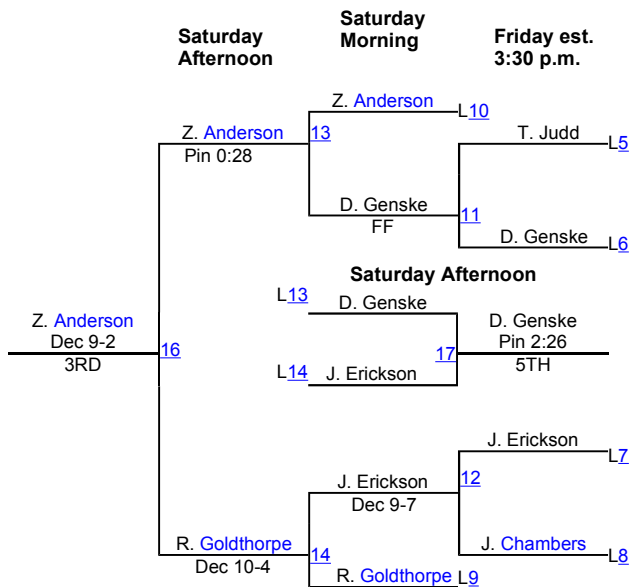 Saturday Afternoon
Saturday Morning
Friday est. 3:30 p.m.
Z. Anderson
L10
Z. Anderson
13
T. Judd
L5
Pin 0:28
D. Genske
11
FF
D. Genske
L6
Saturday Afternoon
L13
D. Genske
Z. Anderson
D. Genske
Dec 9-2
16
17
Pin 2:26
3RD
5TH
L14
J. Erickson
J. Erickson
L7
J. Erickson
12
Dec 9-7
R. Goldthorpe
14
J. Chambers
L8
Dec 10-4
R. Goldthorpe
L9